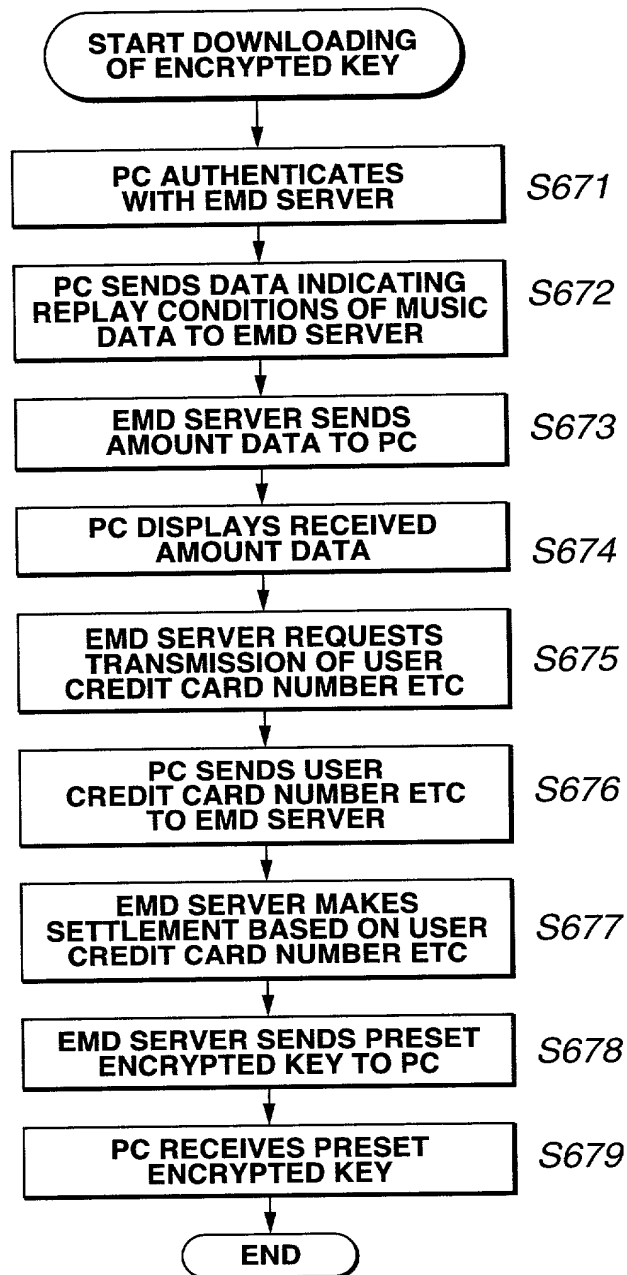 START DOWNLOADING
OF ENCRYPTED KEY
PC AUTHENTICATES
WITH EMD SERVER
S671
PC SENDS DATA INDICATING
REPLAY CONDITIONS OF MUSIC
DATA TO EMD SERVER
S672
EMD SERVER SENDS
AMOUNT DATA TO PC
S673
PC DISPLAYS RECEIVED
AMOUNT DATA
S674
EMD SERVER REQUESTS
TRANSMISSION OF USER
CREDIT CARD NUMBER ETC
S675
PC SENDS USER
CREDIT CARD NUMBER ETC
TO EMD SERVER
S676
EMD SERVER MAKES
SETTLEMENT BASED ON USER
CREDIT CARD NUMBER ETC
S677
EMD SERVER SENDS PRESET
ENCRYPTED KEY TO PC
S678
PC RECEIVES PRESET
ENCRYPTED KEY
S679
END